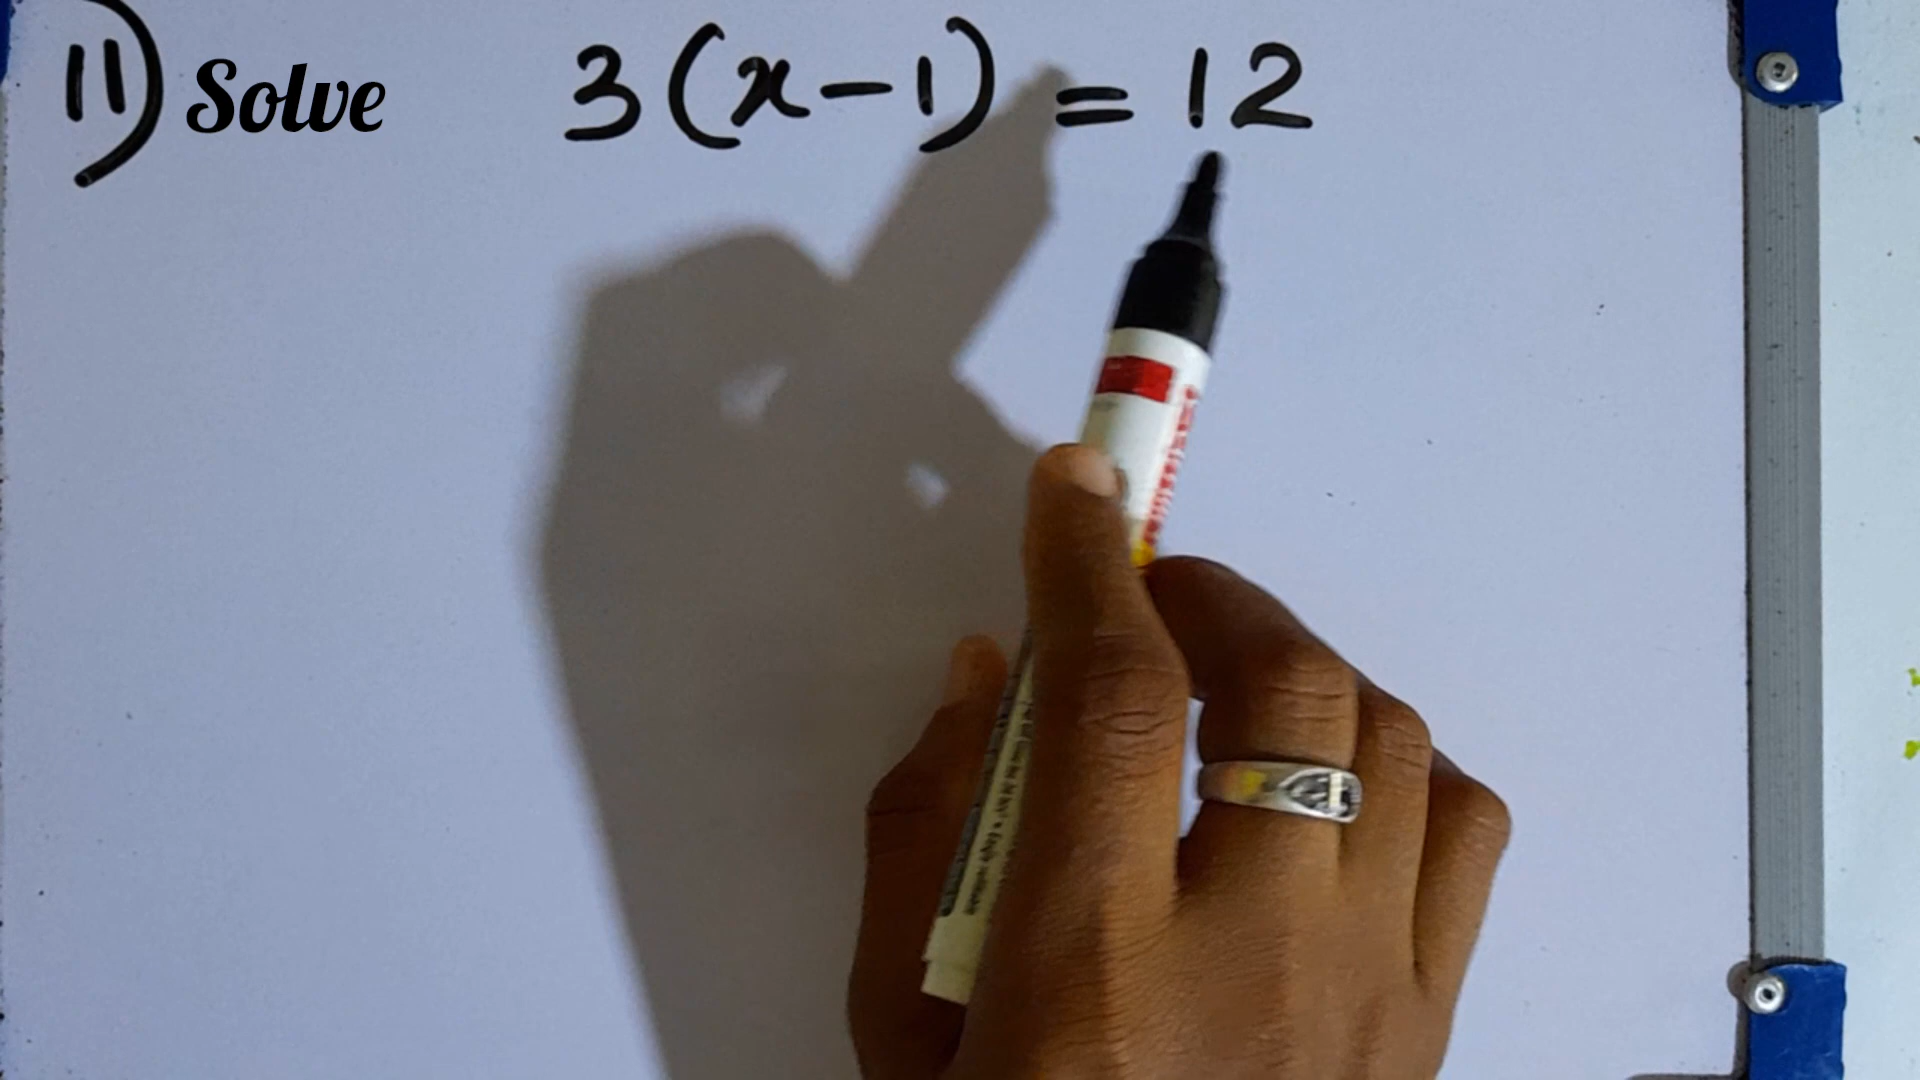 11) Solve 3(x-1) = 12